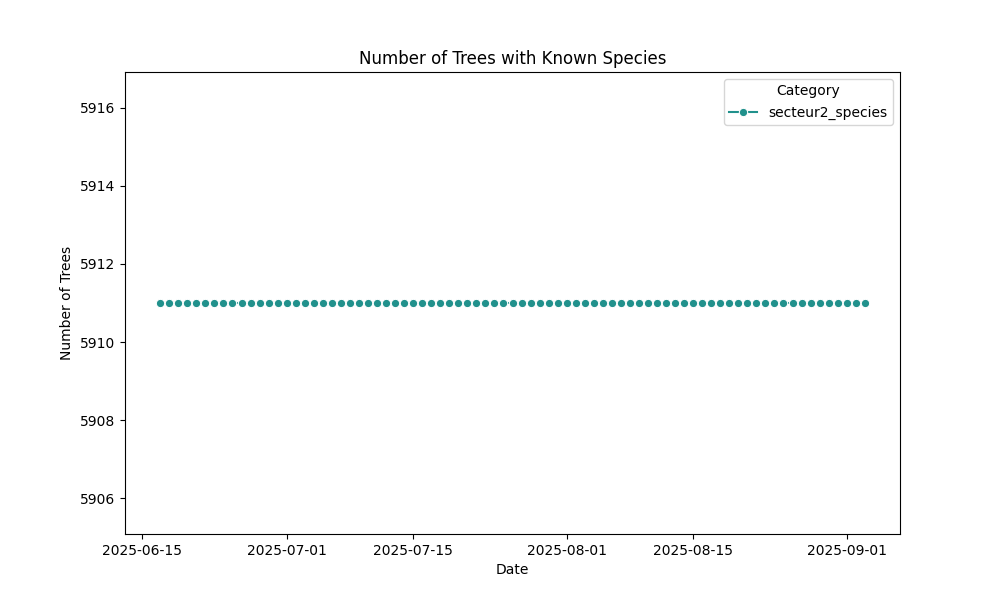 Number of Trees with Known Species
Category
secteur2_species
Number of Trees
5916
5914
5912
5910
5908
5906
2025-06-15
2025-07-01
2025-07-15
2025-08-01
2025-08-15
2025-09-01
Date